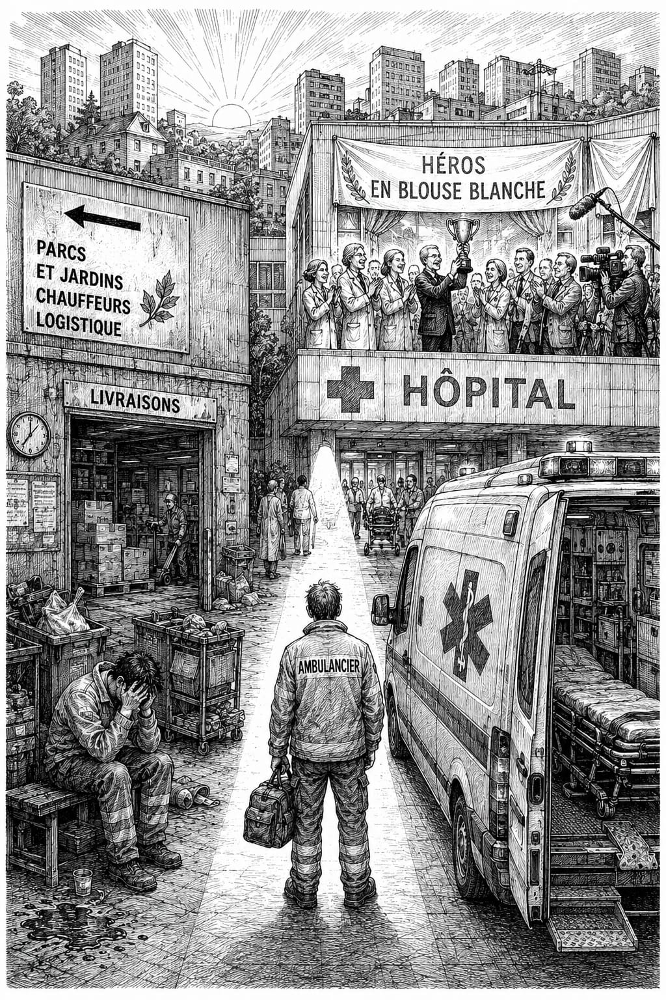 HÉROS
EN BLOUSE BLANCHE
PARCS
ET JARDINS
CHAUFFEURS
LOGISTIQUE
HÔPITAL
LIVRAISONS
AMBULANCIER